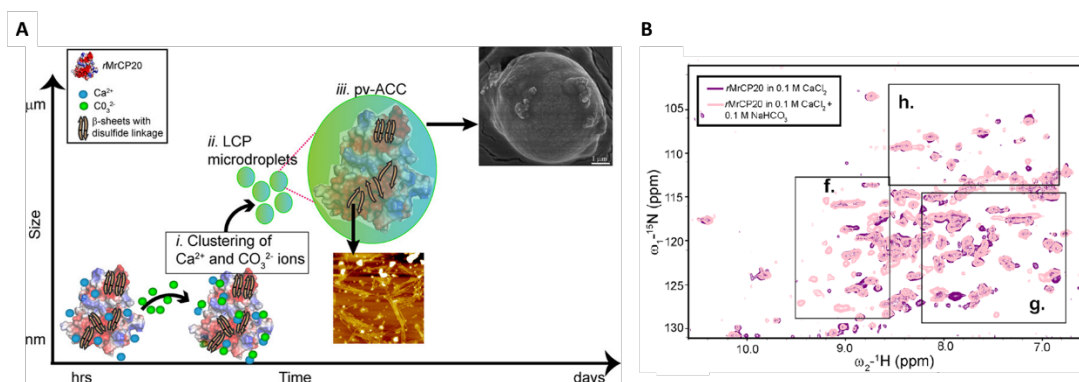 A
rMrCP20
Ca²⁺
C0₃²⁻
β-sheets with
disulfide linkage
μm
Size
nm
iii. pv-ACC
ii. LCP
microdroplets
i. Clustering of
Ca²⁺ and CO₃²⁻ ions
1 μm
hrs
Time
days
B
rMrCP20 in 0.1 M CaCl₂
rMrCP20 in 0.1 M CaCl₂ +
0.1 M NaHCO₃
h.
f.
g.
105
110
115
120
125
130
ω₁-¹⁵N (ppm)
10.0
9.0
8.0
7.0
ω₂-¹H (ppm)